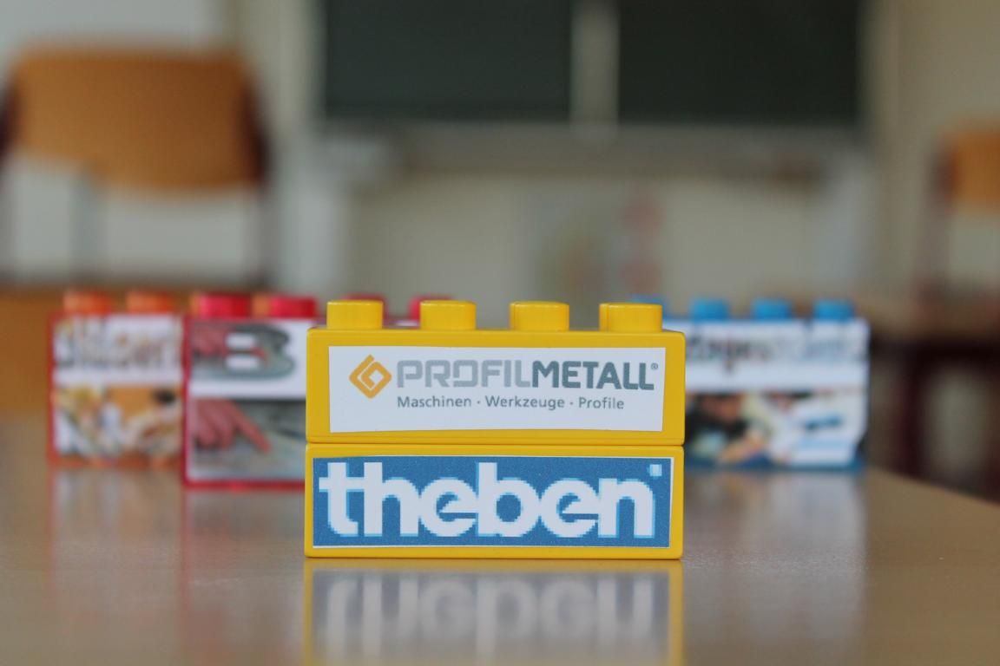 PROFILMETALL®
Maschinen · Werkzeuge · Profile
theben